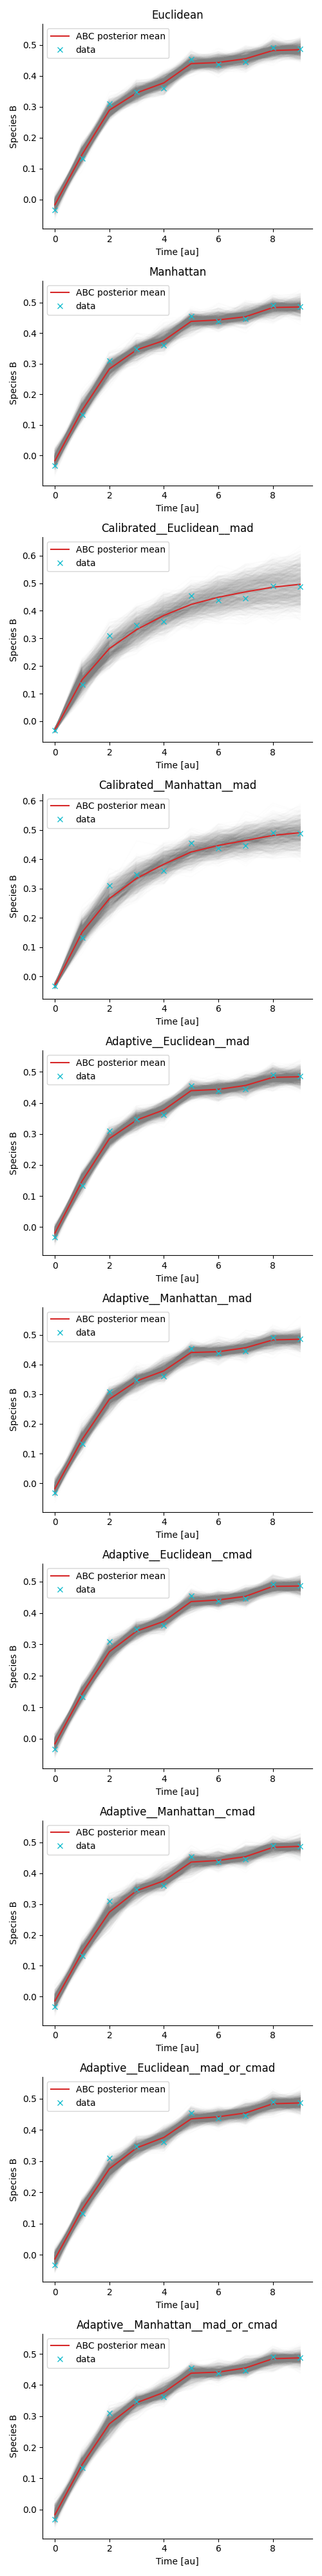 Euclidean
0.5
0.4
0.3
0.2
0.1
0.0
Species B
ABC posterior mean
data
0 2 4 6 8
Time [au]
Manhattan
0.5
0.4
0.3
0.2
0.1
0.0
Species B
ABC posterior mean
data
0 2 4 6 8
Time [au]
Calibrated__Euclidean__mad
0.6
0.5
0.4
0.3
0.2
0.1
0.0
Species B
ABC posterior mean
data
0 2 4 6 8
Time [au]
Calibrated__Manhattan__mad
0.6
0.5
0.4
0.3
0.2
0.1
0.0
Species B
ABC posterior mean
data
0 2 4 6 8
Time [au]
Adaptive__Euclidean__mad
0.5
0.4
0.3
0.2
0.1
0.0
Species B
ABC posterior mean
data
0 2 4 6 8
Time [au]
Adaptive__Manhattan__mad
0.5
0.4
0.3
0.2
0.1
0.0
Species B
ABC posterior mean
data
0 2 4 6 8
Time [au]
Adaptive__Euclidean__cmad
0.5
0.4
0.3
0.2
0.1
0.0
Species B
ABC posterior mean
data
0 2 4 6 8
Time [au]
Adaptive__Manhattan__cmad
0.5
0.4
0.3
0.2
0.1
0.0
Species B
ABC posterior mean
data
0 2 4 6 8
Time [au]
Adaptive__Euclidean__mad_or_cmad
0.5
0.4
0.3
0.2
0.1
0.0
Species B
ABC posterior mean
data
0 2 4 6 8
Time [au]
Adaptive__Manhattan__mad_or_cmad
0.5
0.4
0.3
0.2
0.1
0.0
Species B
ABC posterior mean
data
0 2 4 6 8
Time [au]